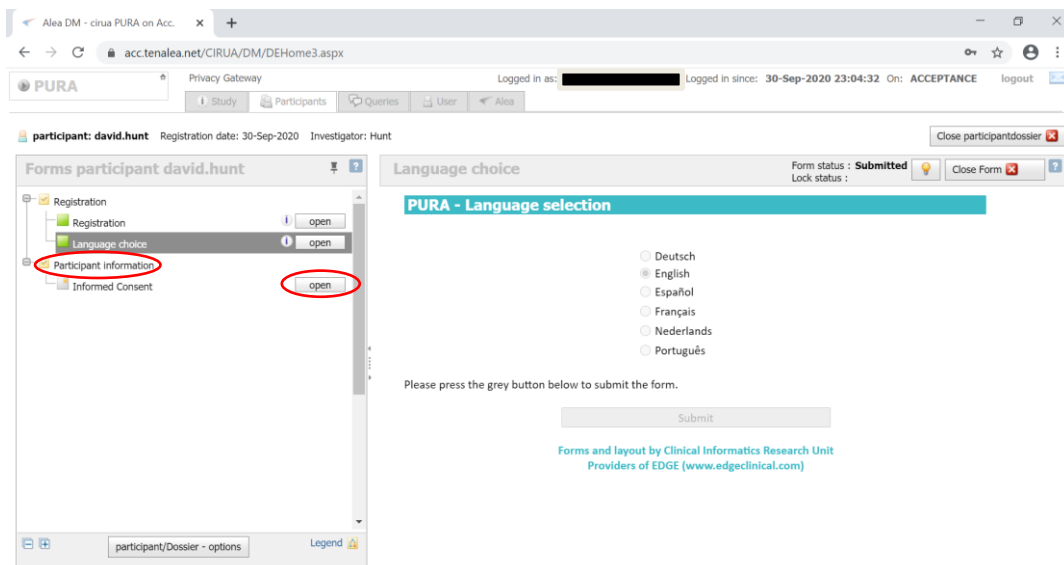 Alea DM - cirua PURA on Acc.
acc.tenalea.net/CIRUA/DM/DEHome3.aspx
PURA
Privacy Gateway
Logged in as: Logged in since: 30-Sep-2020 23:04:32 On: ACCEPTANCE logout
Study Participants Queries User Alea
participant: david.hunt Registration date: 30-Sep-2020 Investigator: Hunt
Close participantdossier
Forms participant david.hunt
Registration
Registration open
Language choice open
Participant information
Informed Consent open
participant/Dossier - options
Legend
Language choice
Form status : Submitted
Lock status :
Close Form
PURA - Language selection
Deutsch
English
Español
Français
Nederlands
Português
Please press the grey button below to submit the form.
Submit
Forms and layout by Clinical Informatics Research Unit
Providers of EDGE (www.edgeclinical.com)